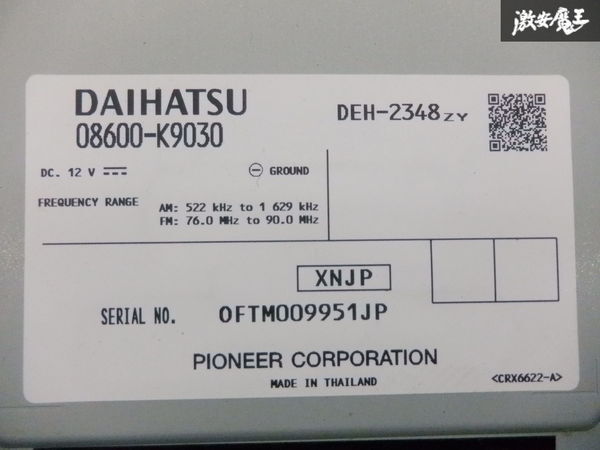 激安魔王
DAIHATSU
08600-K9030
DEH-2348ZY
DC. 12 V
GROUND
FREQUENCY RANGE
AM: 522 kHz to 1 629 kHz
FM: 76.0 MHz to 90.0 MHz
XNJP
SERIAL NO. OFTM009951JP
PIONEER CORPORATION
MADE IN THAILAND
<CRX6622-A>